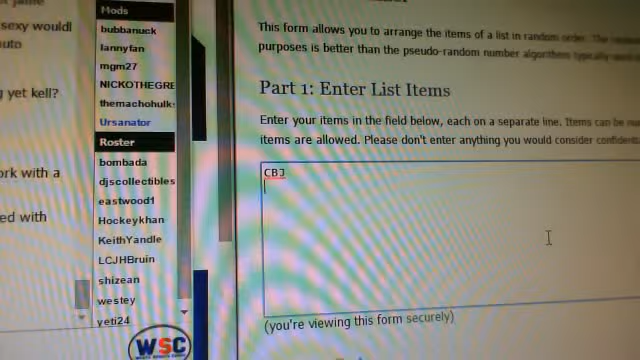 sexy wouldl
uto
g yet kell?
ork with a
ed with
Mods
bubbanuck
lannyfan
mgm27
NICKOTHEGRE
themachohulk
Ursanator
Roster
bombada
djscollectibles
eastwood1
Hockeykhan
KeithYandle
LCJHBruin
shizean
westey
yeti24
WSC
This form allows you to arrange the items of a list in random order. The
purposes is better than the pseudo-random number algorithms typically used
Part 1: Enter List Items
Enter your items in the field below, each on a separate line. Items can be nu
items are allowed. Please don't enter anything you would consider confidenti
CBJ
(you're viewing this form securely)